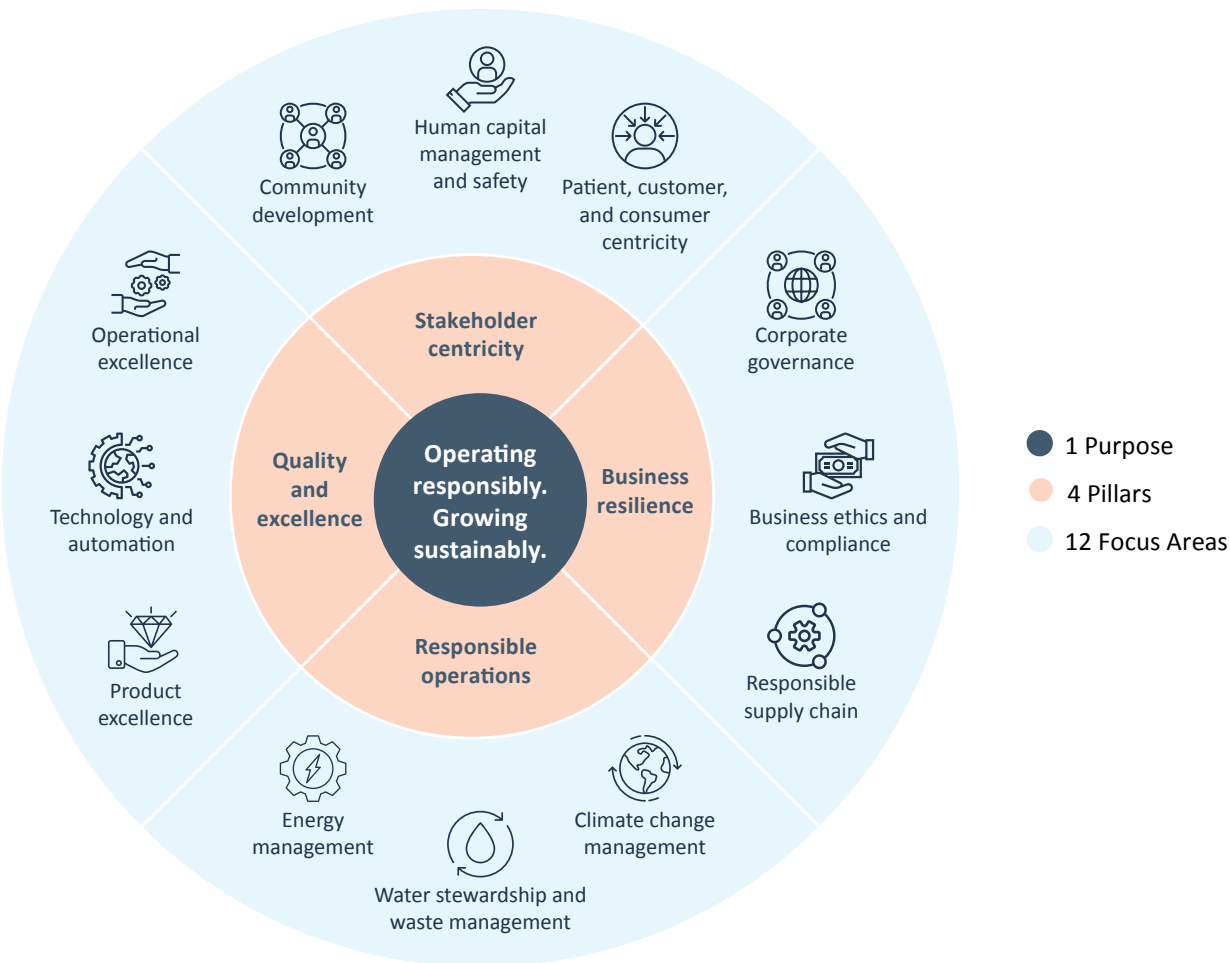 Human capital
management
and safety
Community
development
Patient, customer,
and consumer
centricity
Operational
excellence
Stakeholder
centricity
Corporate
governance
Technology and
automation
Quality
and
excellence
Operating
responsibly.
Growing
sustainably.
Business
resilience
Business ethics and
compliance
Product
excellence
Responsible
operations
Responsible
supply chain
Energy
management
Water stewardship and
waste management
Climate change
management
1 Purpose
4 Pillars
12 Focus Areas